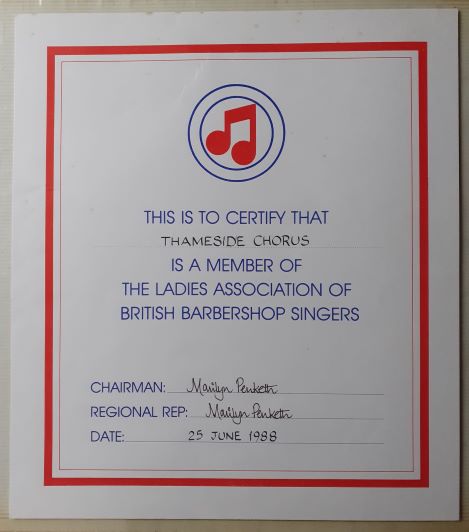 THIS IS TO CERTIFY THAT
THAMESIDE CHORUS
IS A MEMBER OF
THE LADIES ASSOCIATION OF
BRITISH BARBERSHOP SINGERS
CHAIRMAN: Marilyn Penketh
REGIONAL REP: Marilyn Penketh
DATE: 25 JUNE 1988